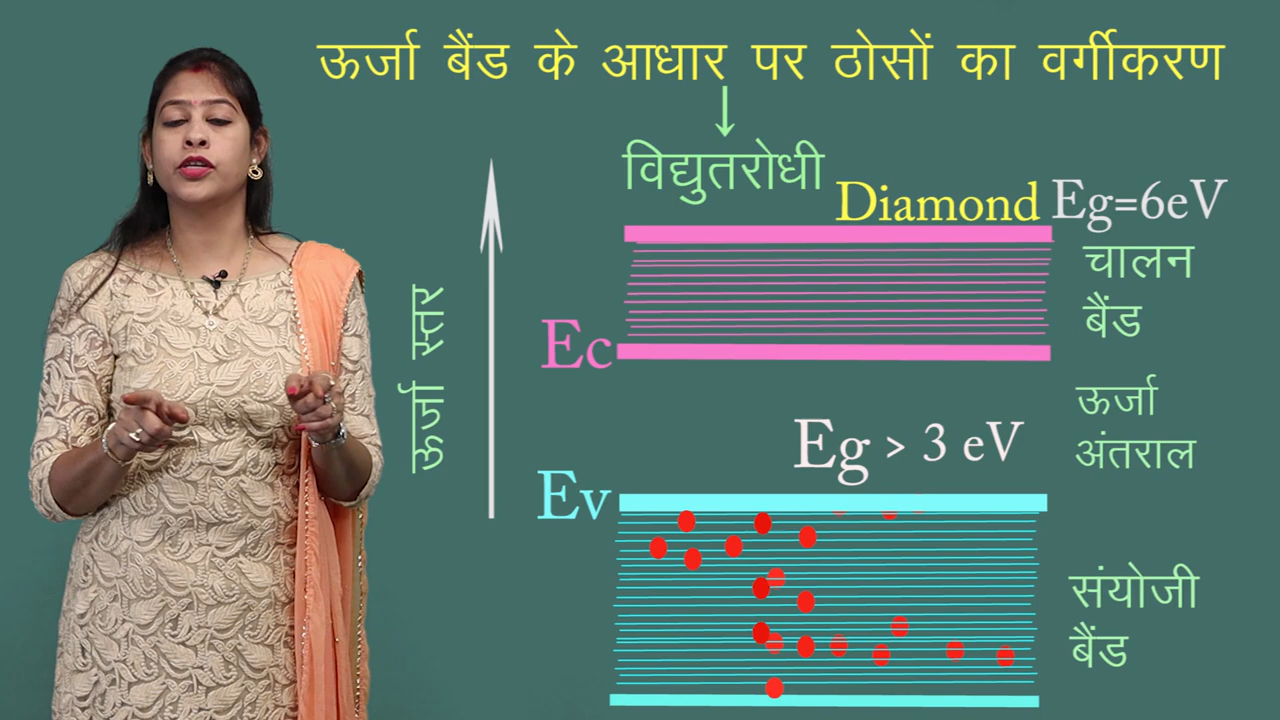 ऊर्जा बैंड के आधार पर ठोसों का वर्गीकरण
↓
विद्युतरोधी
Diamond Eg=6eV
चालन
बैंड
Ec
ऊर्जा स्तर
ऊर्जा
अंतराल
Eg > 3 eV
Ev
संयोजी
बैंड